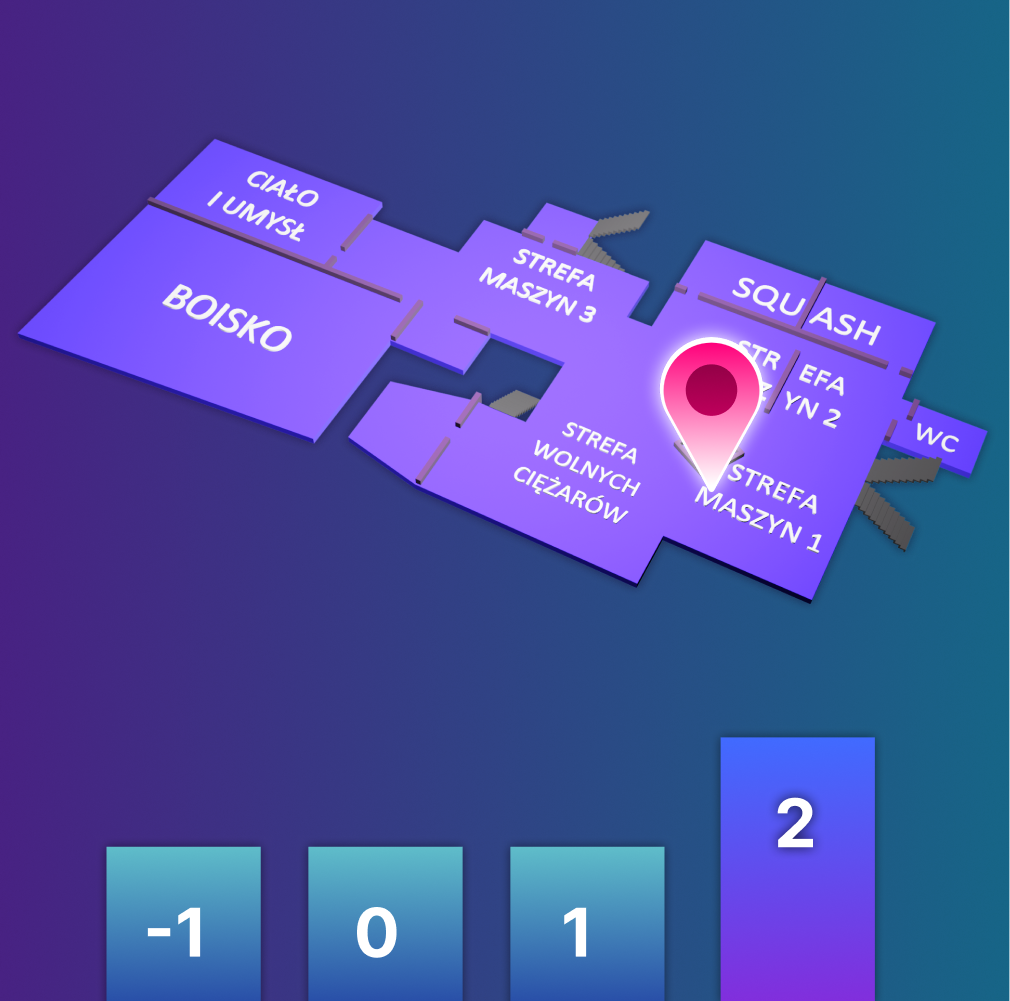 CIAŁO
I UMYSŁ
BOISKO
STREFA
MASZYN 3
SQUASH
STR EFA
YN 2
WC
STREFA
WOLNYCH
CIĘŻARÓW
STREFA
MASZYN 1
-1
0
1
2